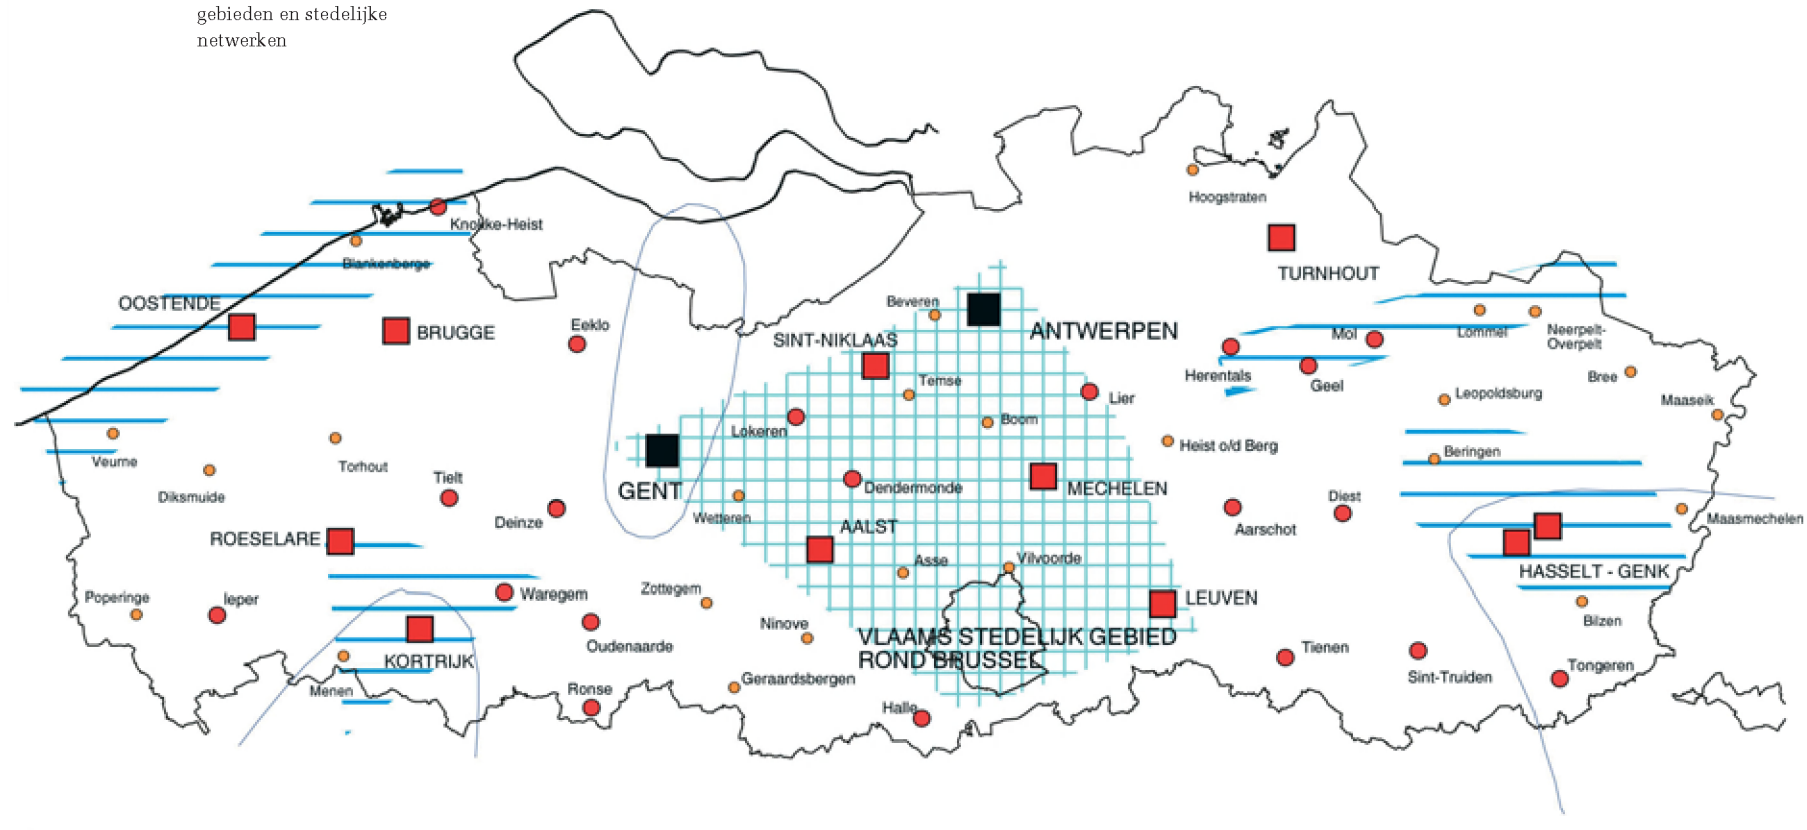 gebieden en stedelijke
netwerken
Hoogstraten
Knokke-Heist
Blankenberge
TURNHOUT
OOSTENDE
BRUGGE
Eeklo
Beveren
ANTWERPEN
SINT-NIKLAAS
Mol
Lommel
Neerpelt-
Overpelt
Temse
Herentals
Geel
Bree
Lier
Leopoldsburg
Maaseik
Lokeren
Boom
Heist o/d Berg
Beringen
Veurne
Torhout
Diksmuide
Tielt
GENT
Dendermonde
MECHELEN
Wetteren
Deinze
AALST
Aarschot
Diest
Maasmechelen
ROESELARE
Asse
Vilvoorde
HASSELT - GENK
Poperinge
Ieper
Waregem
Zottegem
LEUVEN
Bilzen
Ninove
Oudenaarde
VLAAMS STEDELIJK GEBIED
ROND BRUSSEL
KORTRIJK
Menen
Tienen
Sint-Truiden
Tongeren
Geraardsbergen
Ronse
Halle